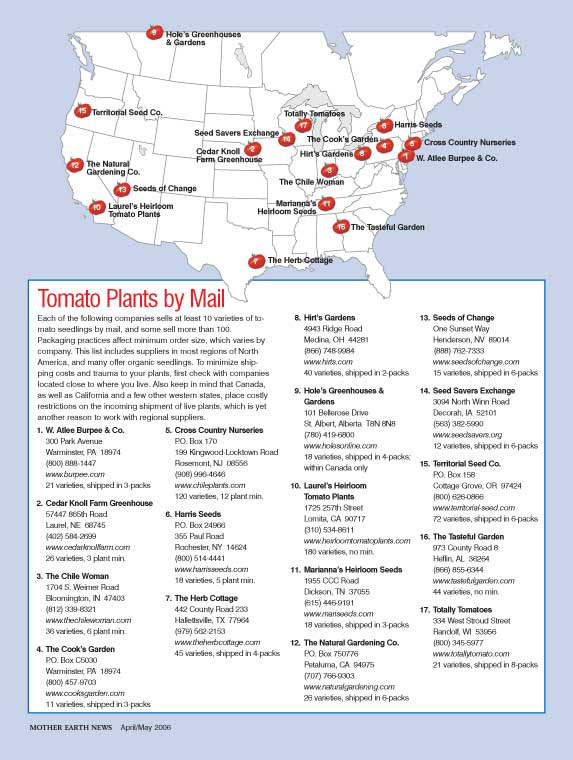 9
Hole's Greenhouses
& Gardens
15
Territorial Seed Co.
Totally Tomatoes
17
Seed Savers Exchange
14
The Cook's Garden
6
Harris Seeds
4
5
Cross Country Nurseries
1
W. Atlee Burpee & Co.
Cedar Knoll
Farm Greenhouse
2
Hirt's Gardens
8
12
The Natural
Gardening Co.
13
Seeds of Change
3
The Chile Woman
10
Laurel's Heirloom
Tomato Plants
Marianna's
Heirloom Seeds
11
16
The Tasteful Garden
7
The Herb Cottage
Tomato Plants by Mail
Each of the following companies sells at least 10 varieties of to-
mato seedlings by mail, and some sell more than 100.
Packaging practices affect minimum order size, which varies by
company. This list includes suppliers in most regions of North
America, and many offer organic seedlings. To minimize ship-
ping costs and trauma to your plants, first check with companies
located close to where you live. Also keep in mind that Canada,
as well as California and a few other western states, place costly
restrictions on the incoming shipment of live plants, which is yet
another reason to work with regional suppliers.
1. W. Atlee Burpee & Co.
300 Park Avenue
Warminster, PA 18974
(800) 888-1447
www.burpee.com
21 varieties, shipped in 3-packs
2. Cedar Knoll Farm Greenhouse
57447 865th Road
Laurel, NE 68745
(402) 584-2699
www.cedarknollfarm.com
26 varieties, 3 plant min.
3. The Chile Woman
1704 S. Weimer Road
Bloomington, IN 47403
(812) 339-8321
www.thechilewoman.com
36 varieties, 6 plant min.
4. The Cook's Garden
P.O. Box C5030
Warminster, PA 18974
(800) 457-9703
www.cooksgarden.com
11 varieties, shipped in 3-packs
5. Cross Country Nurseries
P.O. Box 170
199 Kingwood-Locktown Road
Rosemont, NJ 08556
(908) 996-4646
www.chileplants.com
120 varieties, 12 plant min.
6. Harris Seeds
P.O. Box 24966
355 Paul Road
Rochester, NY 14624
(800) 514-4441
www.harrisseeds.com
18 varieties, 5 plant min.
7. The Herb Cottage
442 County Road 233
Hallettsville, TX 77964
(979) 562-2153
www.theherbcottage.com
45 varieties, shipped in 4-packs
8. Hirt's Gardens
4943 Ridge Road
Medina, OH 44281
(866) 748-9984
www.hirts.com
40 varieties, shipped in 2-packs
9. Hole's Greenhouses &
Gardens
101 Bellerose Drive
St. Albert, Alberta T8N 8N8
(780) 419-6800
www.holesonline.com
18 varieties, shipped in 4-packs;
within Canada only
10. Laurel's Heirloom
Tomato Plants
1725 257th Street
Lomita, CA 90717
(310) 534-8611
www.heirloomtomatoplants.com
180 varieties, no min.
11. Marianna's Heirloom Seeds
1955 CCC Road
Dickson, TN 37055
(615) 446-9191
www.mariseeds.com
18 varieties, shipped in 3-packs
12. The Natural Gardening Co.
P.O. Box 750776
Petaluma, CA 94975
(707) 766-9303
www.naturalgardening.com
26 varieties, shipped in 6-packs
13. Seeds of Change
One Sunset Way
Henderson, NV 89014
(888) 762-7333
www.seedsofchange.com
15 varieties, shipped in 6-packs
14. Seed Savers Exchange
3094 North Winn Road
Decorah, IA 52101
(563) 382-5990
www.seedsavers.org
12 varieties, shipped in 6-packs
15. Territorial Seed Co.
P.O. Box 158
Cottage Grove, OR 97424
(800) 626-0866
www.territorial-seed.com
72 varieties, shipped in 6-packs
16. The Tasteful Garden
973 County Road 8
Heflin, AL 36264
(866) 855-6344
www.tastefulgarden.com
44 varieties, no min.
17. Totally Tomatoes
334 West Stroud Street
Randolf, WI 53956
(800) 345-5977
www.totallytomato.com
21 varieties, shipped in 8-packs
MOTHER EARTH NEWS April/May 2006